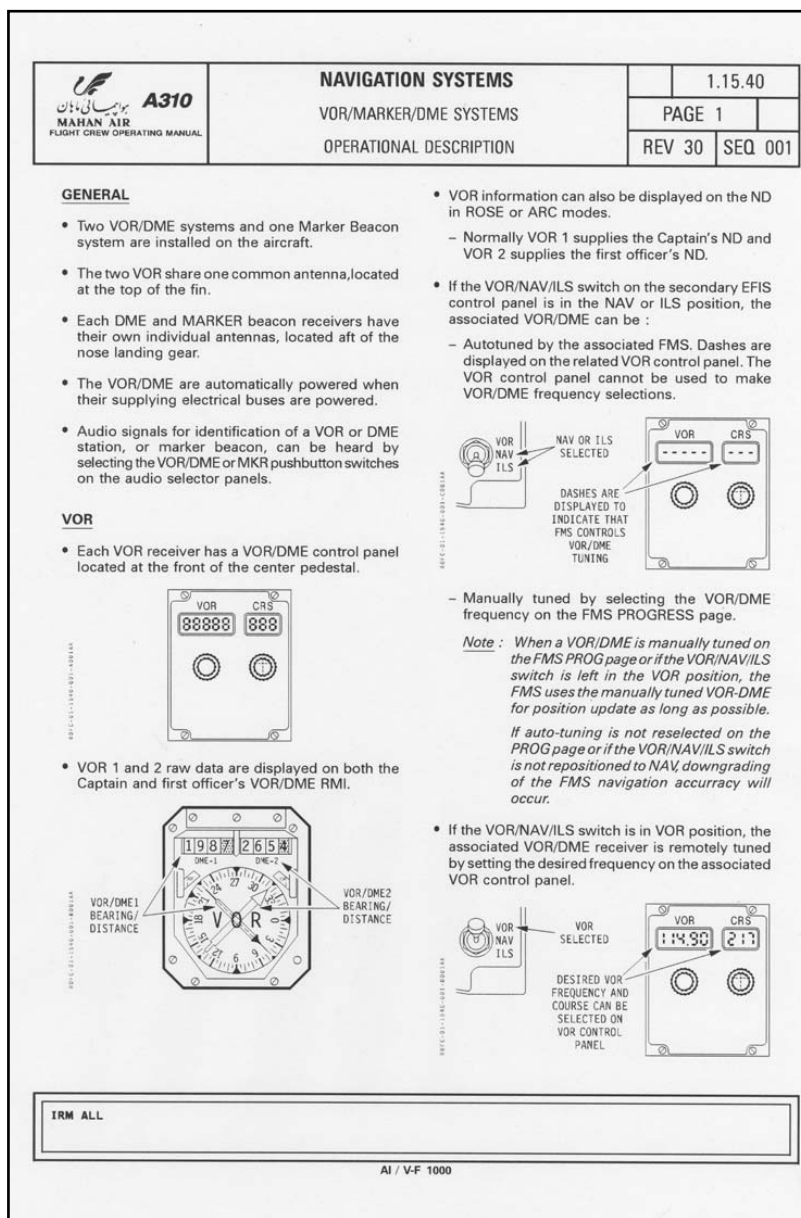 هواپیمائی ماهان
A310
MAHAN AIR
FLIGHT CREW OPERATING MANUAL
NAVIGATION SYSTEMS
VOR/MARKER/DME SYSTEMS
OPERATIONAL DESCRIPTION
1.15.40
PAGE 1
REV 30 SEQ 001
GENERAL
• Two VOR/DME systems and one Marker Beacon
system are installed on the aircraft.
• The two VOR share one common antenna,located
at the top of the fin.
• Each DME and MARKER beacon receivers have
their own individual antennas, located aft of the
nose landing gear.
• The VOR/DME are automatically powered when
their supplying electrical buses are powered.
• Audio signals for identification of a VOR or DME
station, or marker beacon, can be heard by
selecting the VOR/DME or MKR pushbutton switches
on the audio selector panels.
VOR
• Each VOR receiver has a VOR/DME control panel
located at the front of the center pedestal.
VOR CRS
88888 888
• VOR 1 and 2 raw data are displayed on both the
Captain and first officer's VOR/DME RMI.
1987 2654
DME-1 DME-2
VOR/DME1
BEARING/
DISTANCE
VOR
0 3 6 9 12 15 18 21 24 27 30 33
VOR/DME2
BEARING/
DISTANCE
• VOR information can also be displayed on the ND
in ROSE or ARC modes.
– Normally VOR 1 supplies the Captain's ND and
VOR 2 supplies the first officer's ND.
• If the VOR/NAV/ILS switch on the secondary EFIS
control panel is in the NAV or ILS position, the
associated VOR/DME can be :
– Autotuned by the associated FMS. Dashes are
displayed on the related VOR control panel. The
VOR control panel cannot be used to make
VOR/DME frequency selections.
VOR
NAV
ILS
NAV OR ILS
SELECTED
VOR CRS
----- ---
DASHES ARE
DISPLAYED TO
INDICATE THAT
FMS CONTROLS
VOR/DME
TUNING
– Manually tuned by selecting the VOR/DME
frequency on the FMS PROGRESS page.
Note : When a VOR/DME is manually tuned on
the FMS PROG page or if the VOR/NAV/ILS
switch is left in the VOR position, the
FMS uses the manually tuned VOR-DME
for position update as long as possible.
If auto-tuning is not reselected on the
PROG page or if the VOR/NAV/ILS switch
is not repositioned to NAV, downgrading
of the FMS navigation accurracy will
occur.
• If the VOR/NAV/ILS switch is in VOR position, the
associated VOR/DME receiver is remotely tuned
by setting the desired frequency on the associated
VOR control panel.
VOR
NAV
ILS
VOR
SELECTED
VOR CRS
114.90 217
DESIRED VOR
FREQUENCY AND
COURSE CAN BE
SELECTED ON
VOR CONTROL
PANEL
IRM ALL
AI / V-F 1000